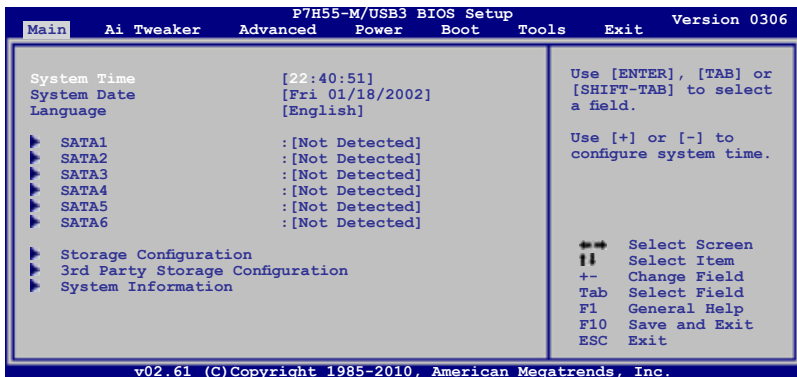 P7H55-M/USB3 BIOS Setup Version 0306
Main Ai Tweaker Advanced Power Boot Tools Exit
System Time [22:40:51]
System Date [Fri 01/18/2002]
Language [English]
SATA1 :[Not Detected]
SATA2 :[Not Detected]
SATA3 :[Not Detected]
SATA4 :[Not Detected]
SATA5 :[Not Detected]
SATA6 :[Not Detected]
Storage Configuration
3rd Party Storage Configuration
System Information
Use [ENTER], [TAB] or
[SHIFT-TAB] to select
a field.
Use [+] or [-] to
configure system time.
←→ Select Screen
↑↓ Select Item
+- Change Field
Tab Select Field
F1 General Help
F10 Save and Exit
ESC Exit
v02.61 (C)Copyright 1985-2010, American Megatrends, Inc.